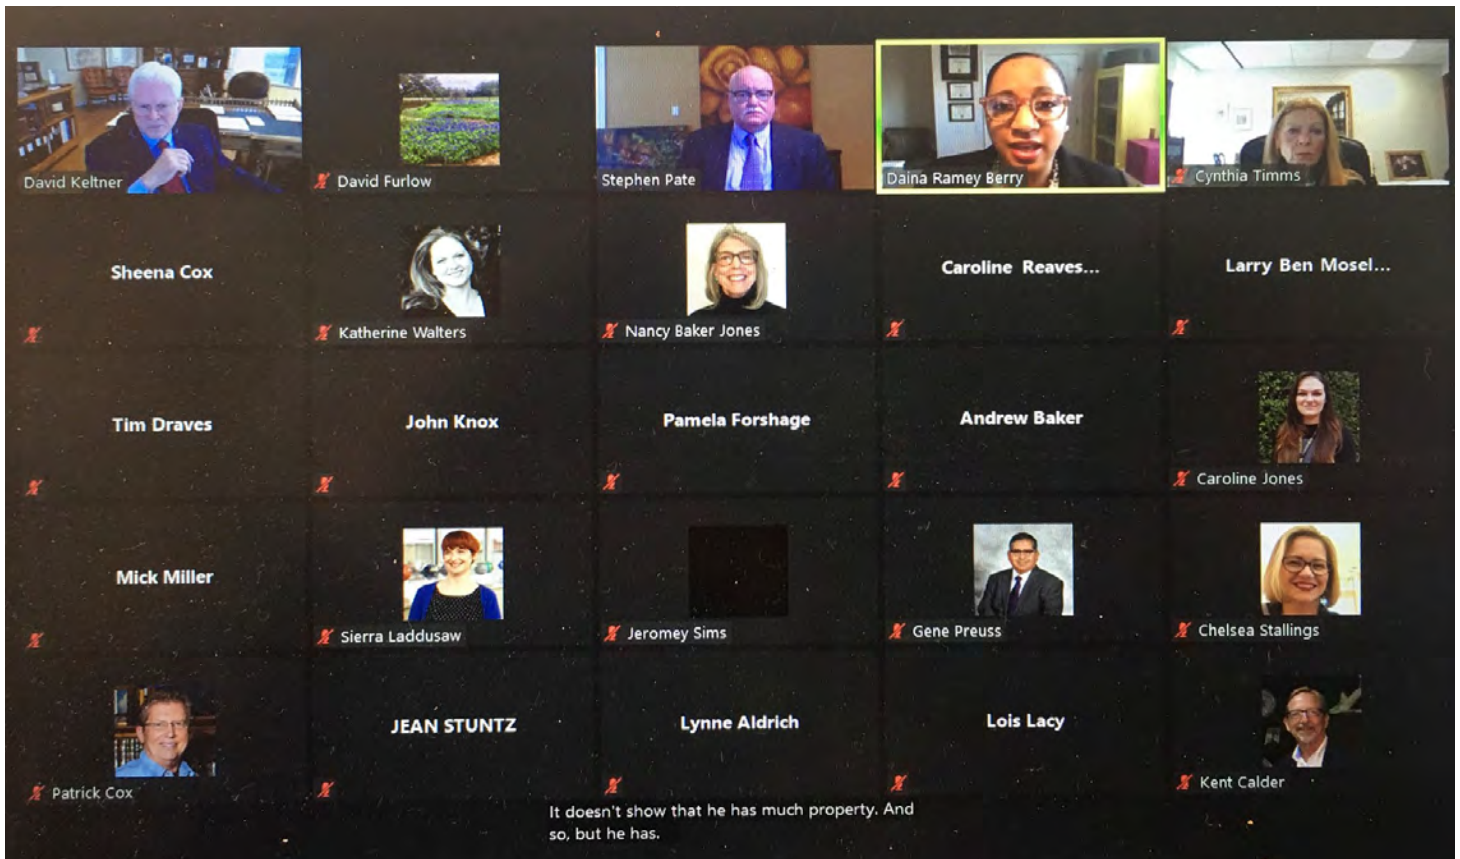 David Keltner
David Furlow
Stephen Pate
Daina Ramey Berry
Cynthia Timms
Sheena Cox
Katherine Walters
Nancy Baker Jones
Caroline Reaves...
Larry Ben Mosel...
Tim Draves
John Knox
Pamela Forshage
Andrew Baker
Caroline Jones
Mick Miller
Sierra Laddusaw
Jeromey Sims
Gene Preuss
Chelsea Stallings
Patrick Cox
JEAN STUNTZ
Lynne Aldrich
Lois Lacy
Kent Calder
It doesn't show that he has much property. And
so, but he has.